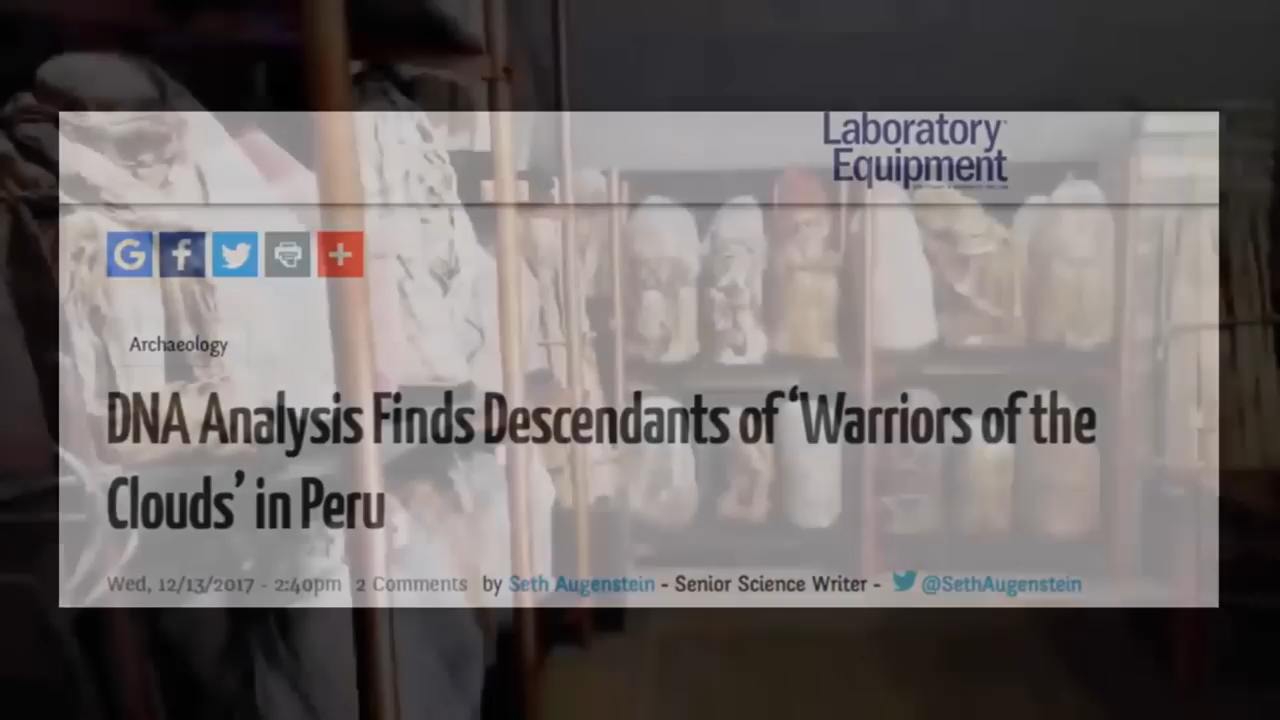 Laboratory
Equipment
Archaeology
DNA Analysis Finds Descendants of ‘Warriors of the
Clouds’ in Peru
Wed, 12/13/2017 - 2:40pm 2 Comments by Seth Augenstein - Senior Science Writer - @SethAugenstein